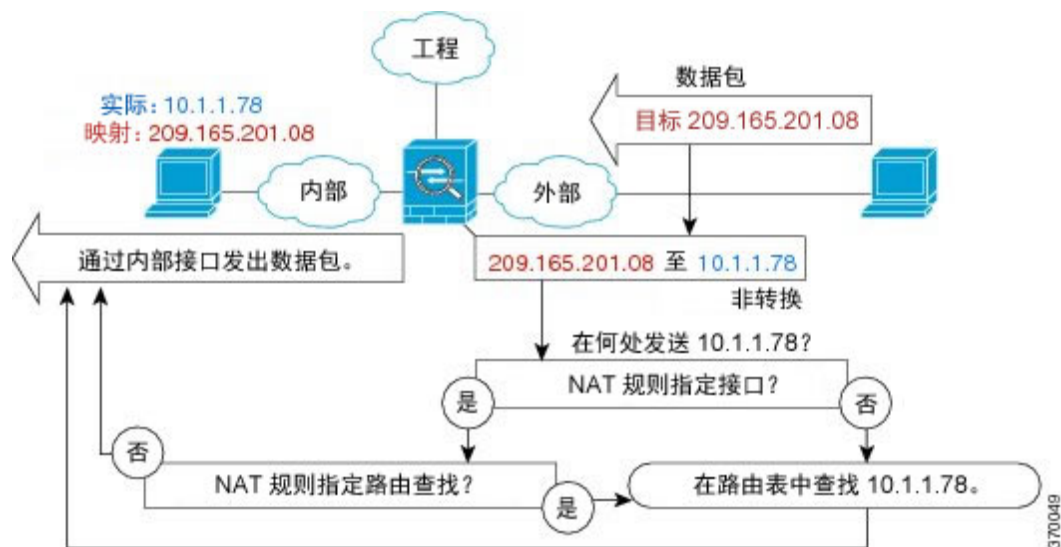 工程
数据包
实际: 10.1.1.78
映射: 209.165.201.08
目标 209.165.201.08
内部
外部
通过内部接口发出数据包。
209.165.201.08 至 10.1.1.78
非转换
在何处发送 10.1.1.78？
NAT 规则指定接口？
是
否
否
NAT 规则指定路由查找？
是
在路由表中查找 10.1.1.78。
370049